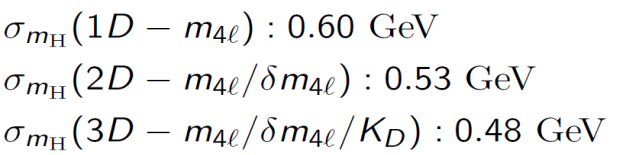 σ_{m_H}(1D − m_{4ℓ}) : 0.60 GeV
σ_{m_H}(2D − m_{4ℓ}/δm_{4ℓ}) : 0.53 GeV
σ_{m_H}(3D − m_{4ℓ}/δm_{4ℓ}/K_D) : 0.48 GeV